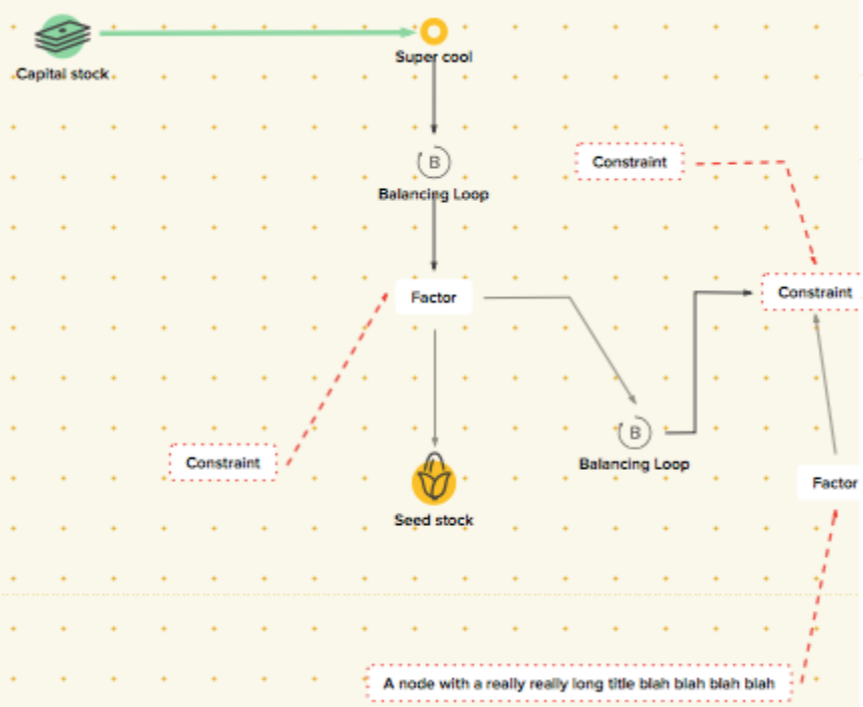 Super cool
Capital stock
B
Constraint
Balancing Loop
Constraint
Factor
B
Constraint
Balancing Loop
Factor
Seed stock
A node with a really really long title blah blah blah blah